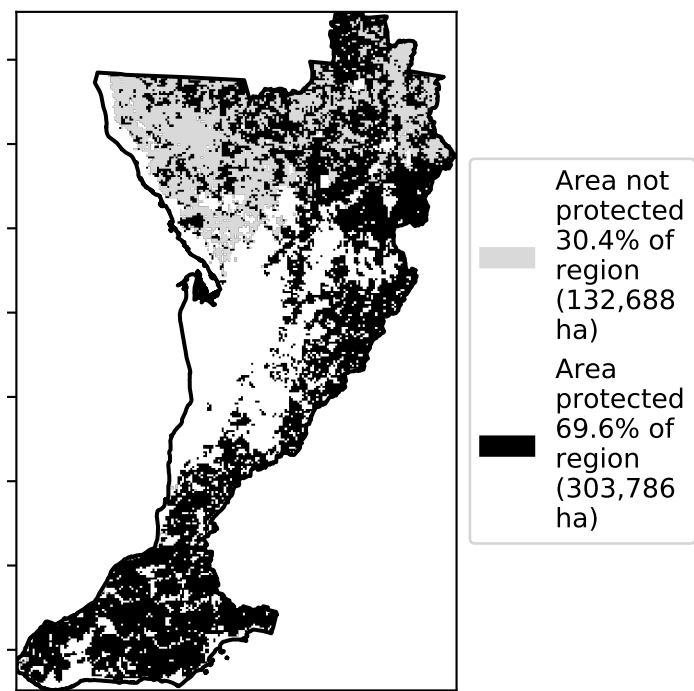 Area not
protected
30.4% of
region
(132,688
ha)
Area
protected
69.6% of
region
(303,786
ha)